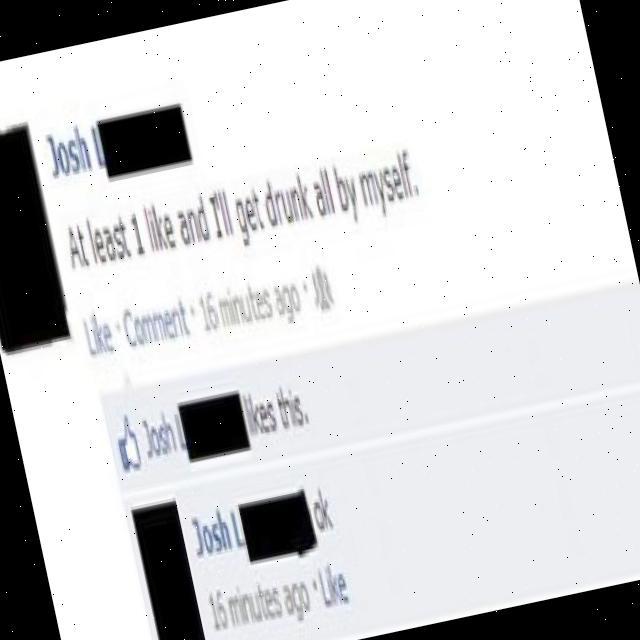 Josh L
At least 1 like and I'll get drunk all by myself.
Like · Comment · 16 minutes ago ·
Josh L kes this.
Josh L ok
16 minutes ago · Like